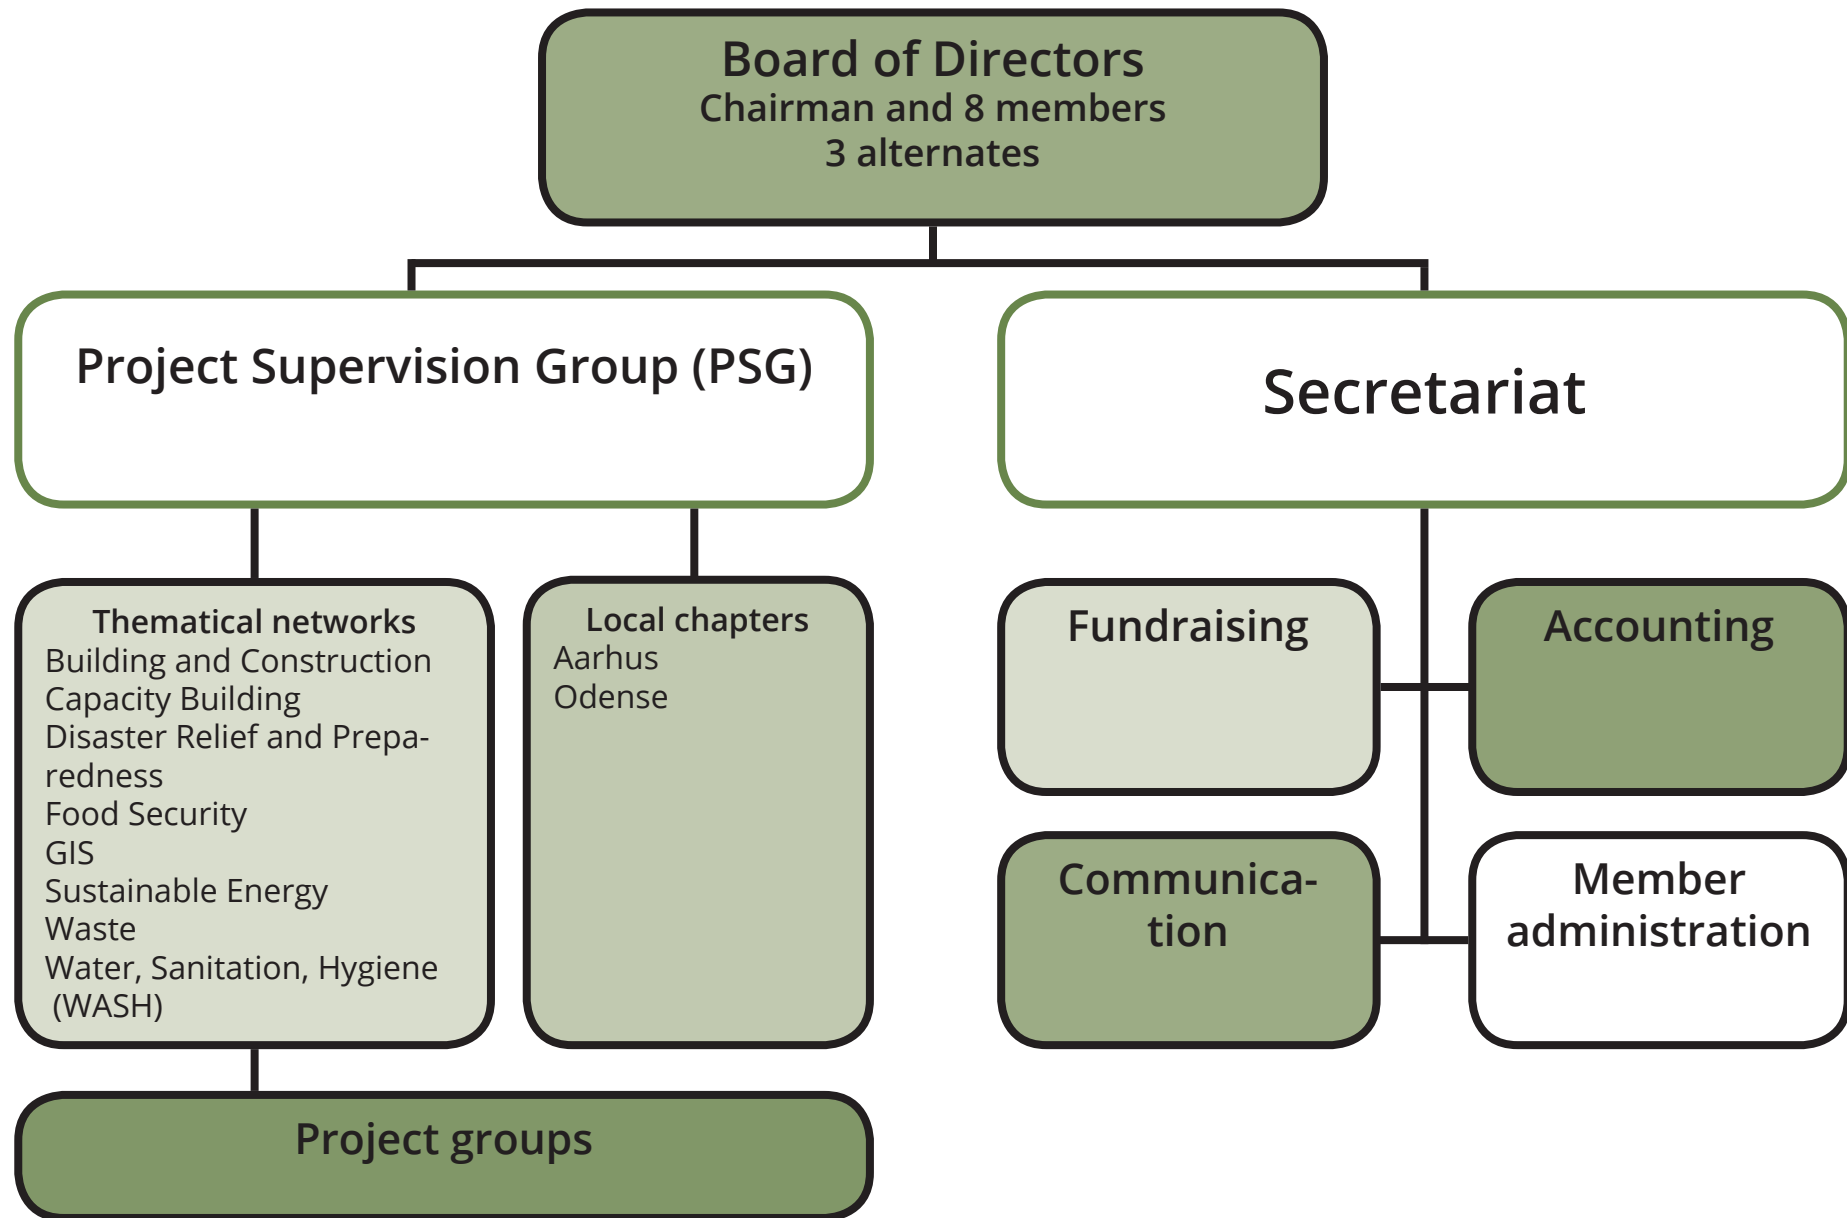 Board of Directors
Chairman and 8 members
3 alternates
Project Supervision Group (PSG)
Secretariat
Thematical networks
Building and Construction
Capacity Building
Disaster Relief and Prepa-
redness
Food Security
GIS
Sustainable Energy
Waste
Water, Sanitation, Hygiene
(WASH)
Local chapters
Aarhus
Odense
Fundraising
Accounting
Communica-
tion
Member
administration
Project groups